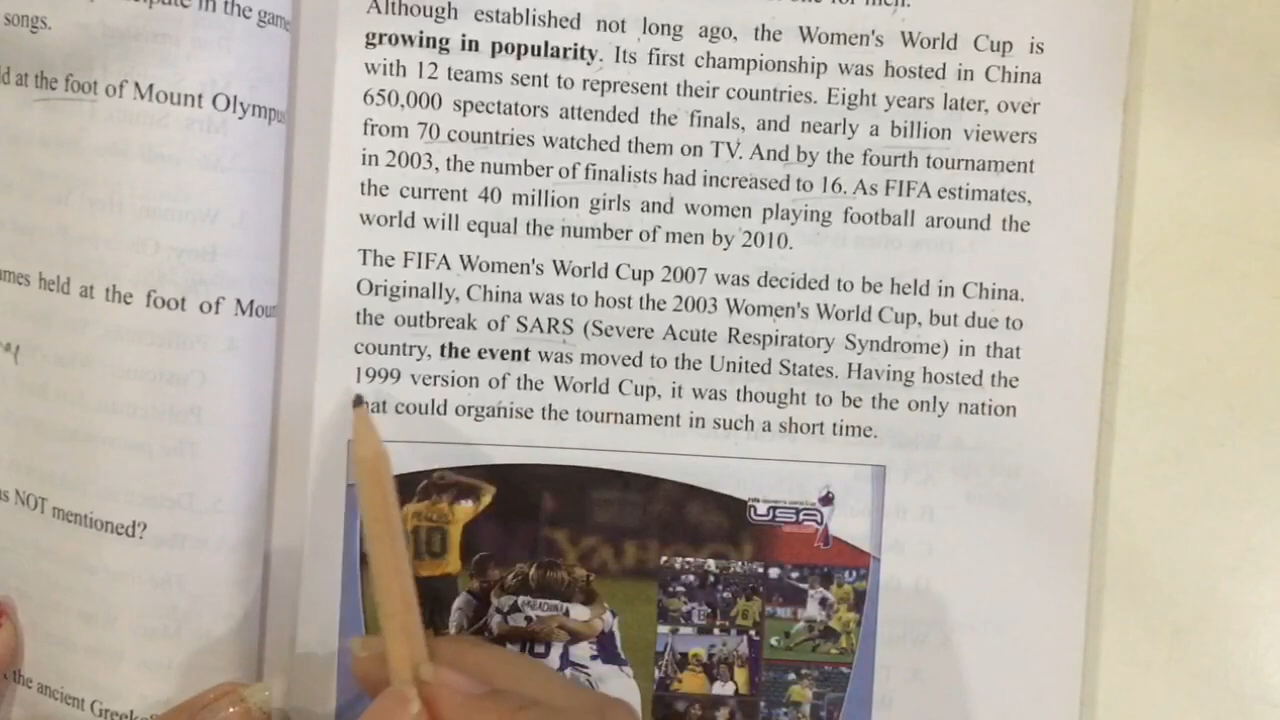 in the game
songs.
at the foot of Mount Olympus
held at the foot of
NOT mentioned?
the ancient
Although established not long ago, the Women's World Cup is
growing in popularity. Its first championship was hosted in China
with 12 teams sent to represent their countries. Eight years later, over
650,000 spectators attended the finals, and nearly a billion viewers
from 70 countries watched them on TV. And by the fourth tournament
in 2003, the number of finalists had increased to 16. As FIFA estimates,
the current 40 million girls and women playing football around the
world will equal the number of men by 2010.
The FIFA Women's World Cup 2007 was decided to be held in China.
Originally, China was to host the 2003 Women's World Cup, but due to
the outbreak of SARS (Severe Acute Respiratory Syndrome) in that
country, the event was moved to the United States. Having hosted the
1999 version of the World Cup, it was thought to be the only nation
hat could organise the tournament in such a short time.
USA
10
YAHOO!